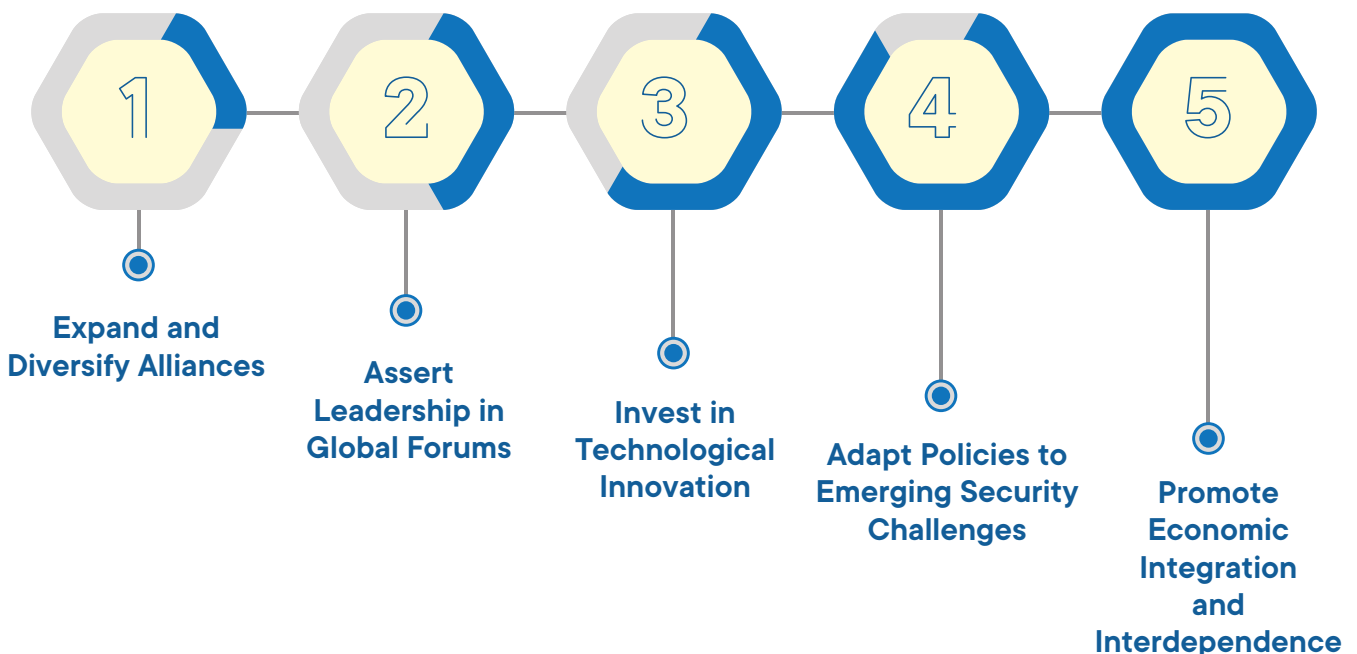 1
2
3
4
5
Expand and
Diversify Alliances
Assert
Leadership in
Global Forums
Invest in
Technological
Innovation
Adapt Policies to
Emerging Security
Challenges
Promote
Economic
Integration
and
Interdependence